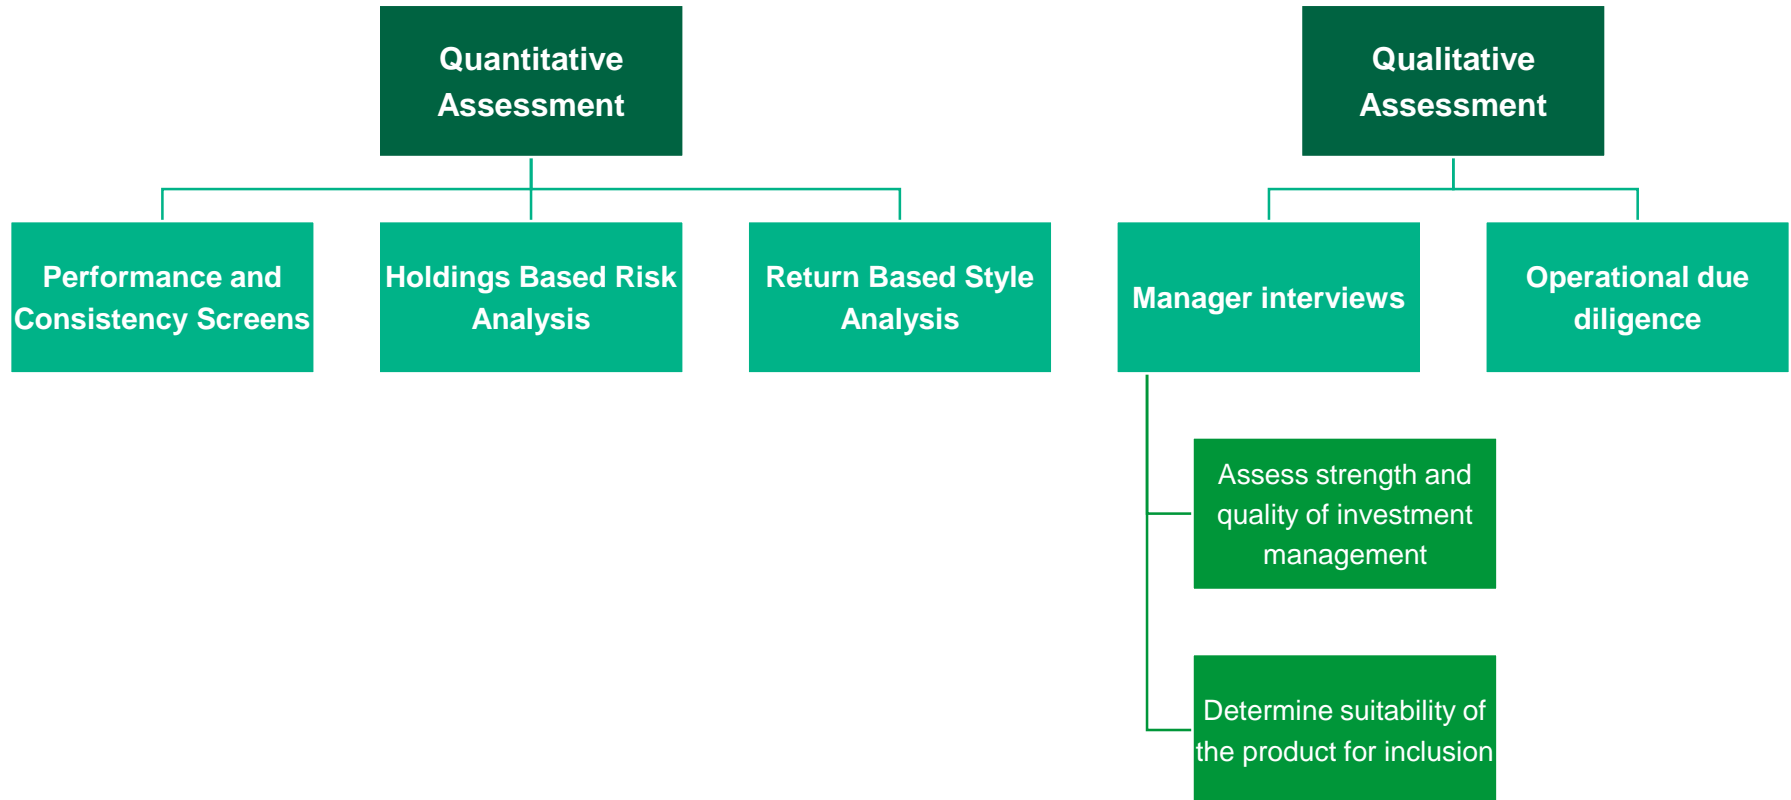 Quantitative
Assessment
Qualitative
Assessment
Performance and
Consistency Screens
Holdings Based Risk
Analysis
Return Based Style
Analysis
Manager interviews
Operational due
diligence
Assess strength and
quality of investment
management
Determine suitability of
the product for inclusion